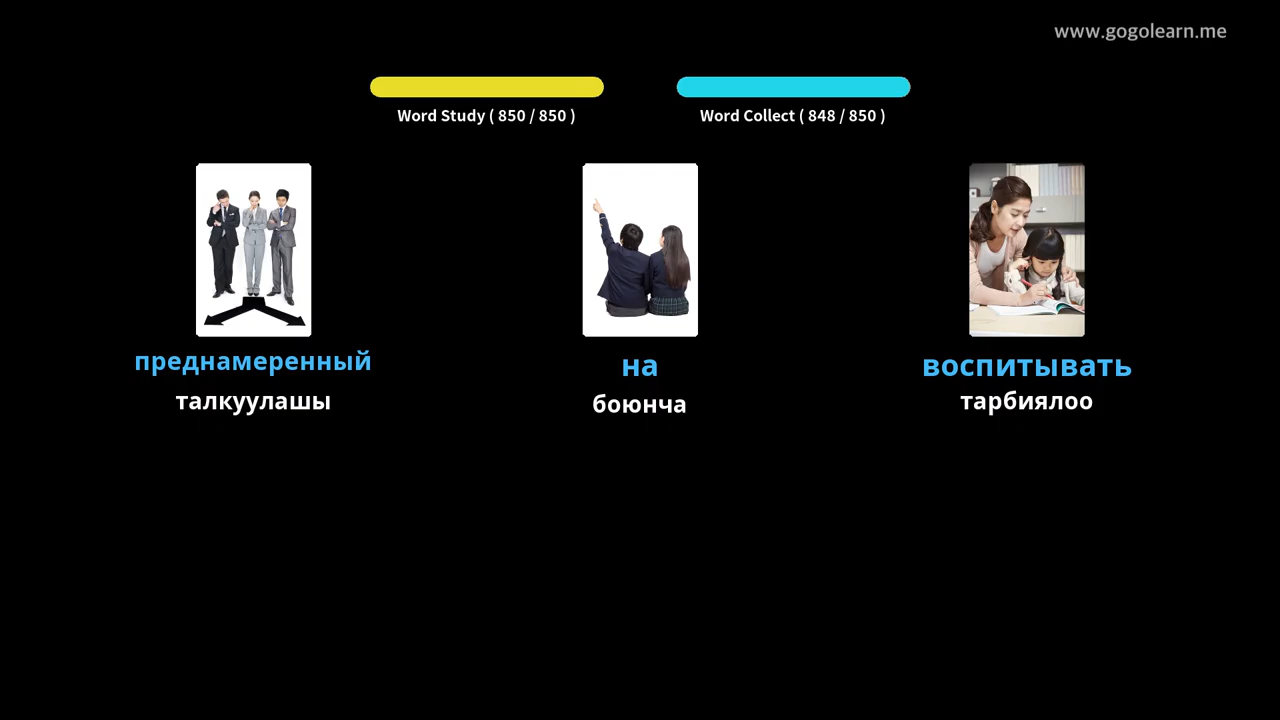 www.gogolearn.me
Word Study ( 850 / 850 )
Word Collect ( 848 / 850 )
преднамеренный
талкуулашы
на
боюнча
воспитывать
тарбиялоо